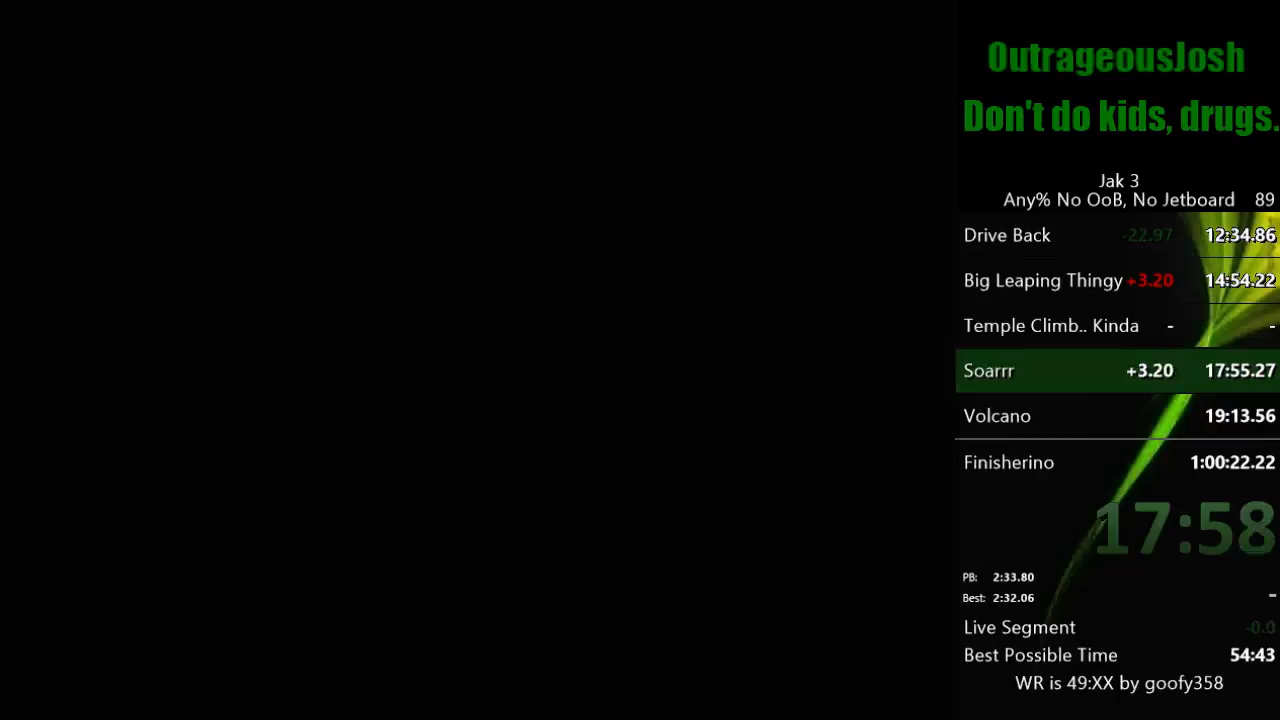 OutrageousJosh
Don't do kids, drugs.
Jak 3
Any% No OoB, No Jetboard 89
Drive Back -22.97 12:34.86
Big Leaping Thingy +3.20 14:54.22
Temple Climb.. Kinda - -
Soarrr +3.20 17:55.27
Volcano 19:13.56
Finisherino 1:00:22.22
17:58
PB: 2:33.80
Best: 2:32.06 -
Live Segment -0.0
Best Possible Time 54:43
WR is 49:XX by goofy358